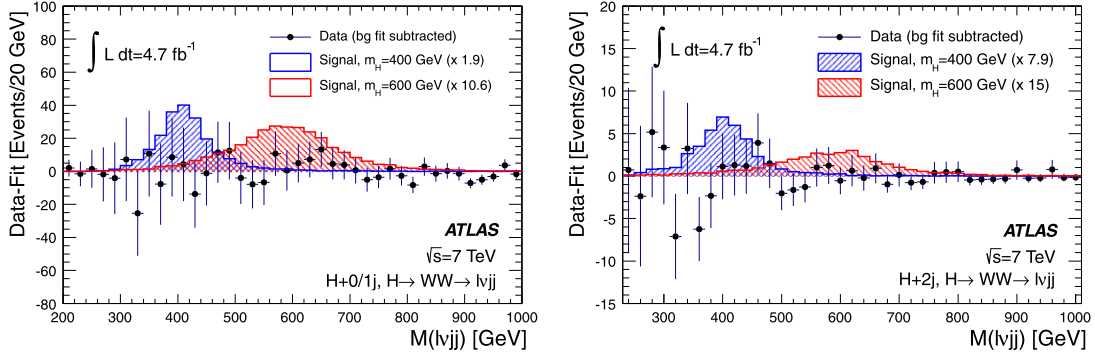 Data-Fit [Events/20 GeV]
100
80
60
40
20
0
-20
-40
-60
-80
∫ L dt=4.7 fb⁻¹
Data (bg fit subtracted)
Signal, m_H=400 GeV (x 1.9)
Signal, m_H=600 GeV (x 10.6)
ATLAS
√s=7 TeV
H+0/1j, H→ WW→ lνjj
200 300 400 500 600 700 800 900 1000
M(lνjj) [GeV]
Data-Fit [Events/20 GeV]
20
15
10
5
0
-5
-10
-15
∫ L dt=4.7 fb⁻¹
Data (bg fit subtracted)
Signal, m_H=400 GeV (x 7.9)
Signal, m_H=600 GeV (x 15)
ATLAS
√s=7 TeV
H+2j, H→ WW→ lνjj
300 400 500 600 700 800 900 1000
M(lνjj) [GeV]